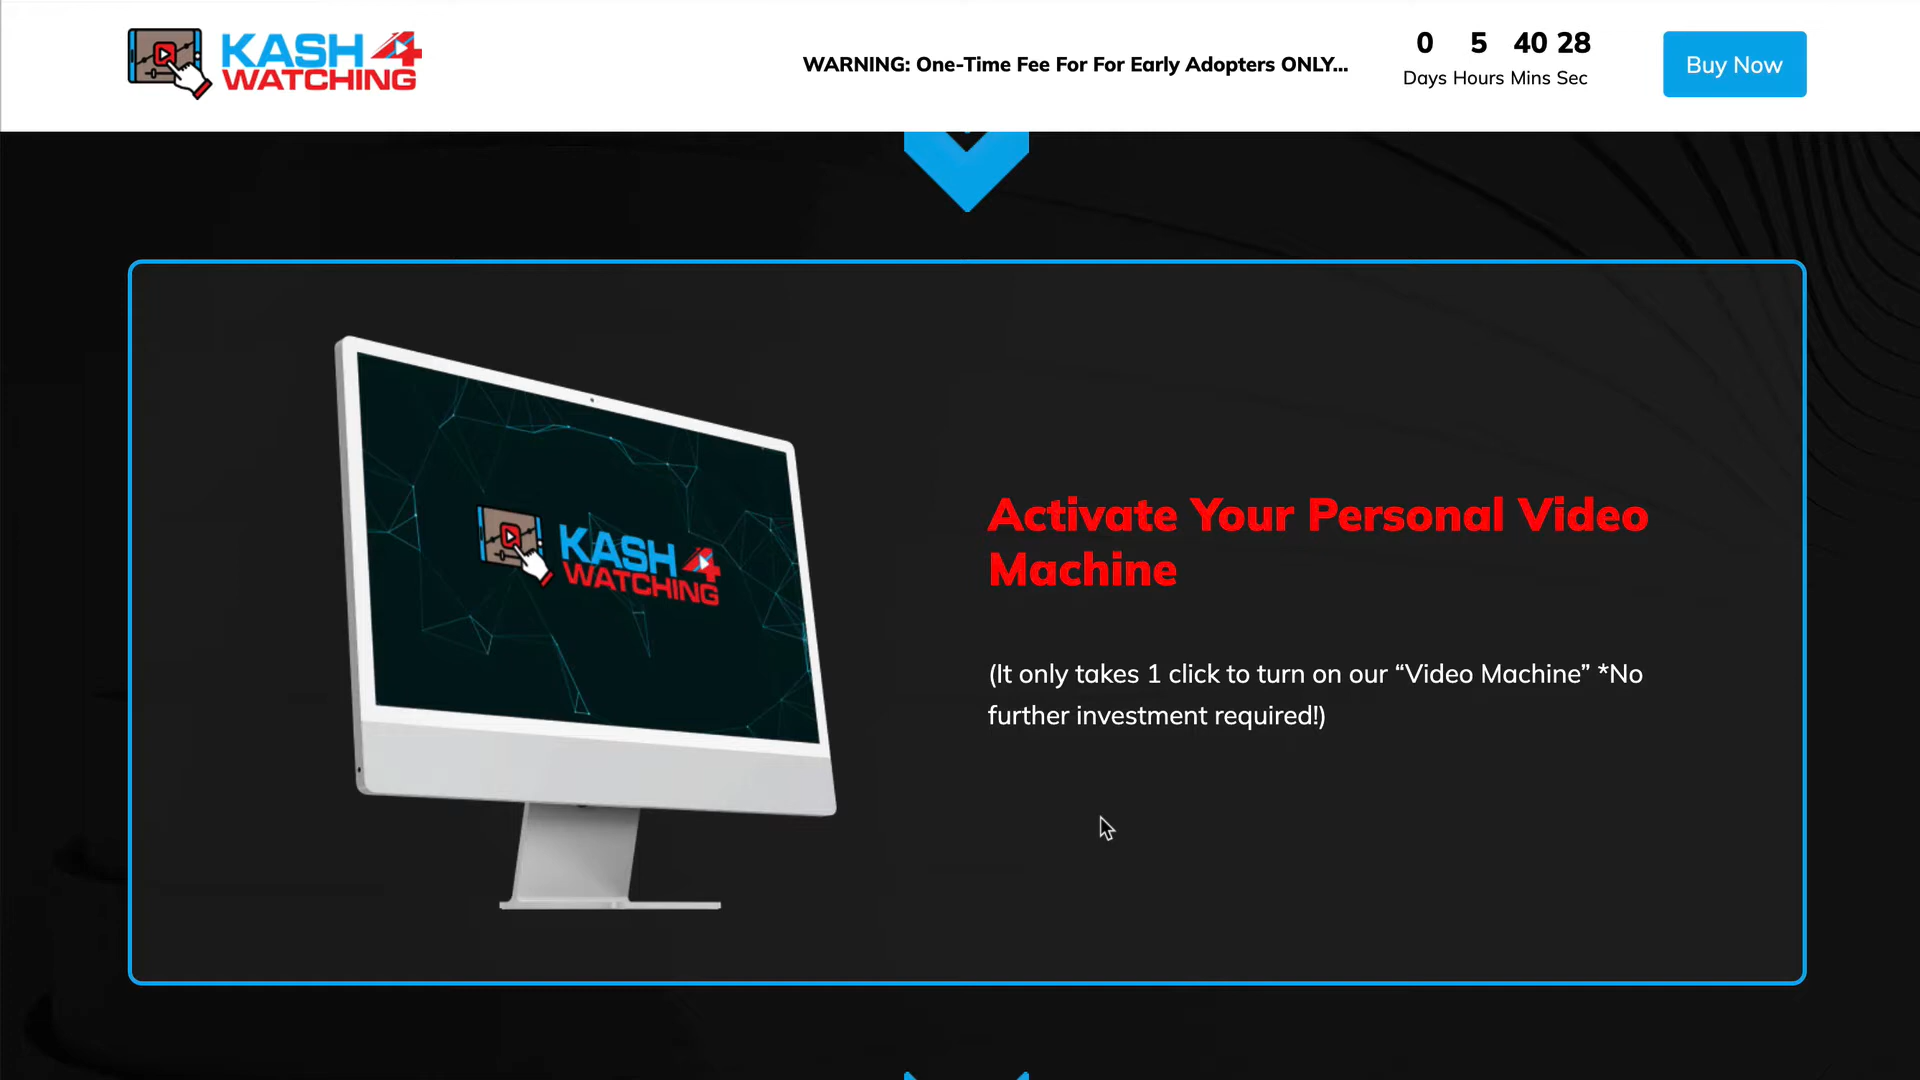 KASH 4
WATCHING
WARNING: One-Time Fee For For Early Adopters ONLY...
0 5 40 28
Days Hours Mins Sec
Buy Now
KASH 4
WATCHING
Activate Your Personal Video
Machine
(It only takes 1 click to turn on our “Video Machine” *No
further investment required!)